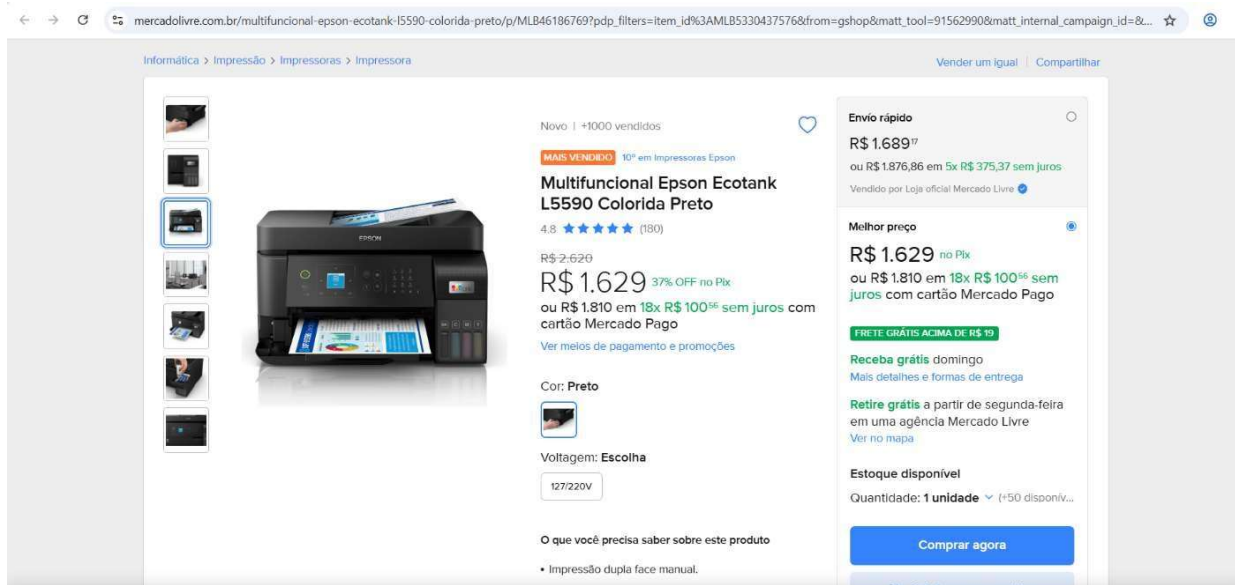 mercadolivre.com.br/multifuncional-epson-ecotank-l5590-colorida-preto/p/MLB46186769?pdp_filters=item_id%3AMLB5330437576&from=gshop&matt_tool=91562990&matt_internal_campaign_id=&...
Informática > Impressão > Impressoras > Impressora
Vender um igual | Compartilhar
Novo | +1000 vendidos
MAIS VENDIDO 10º em Impressoras Epson
Multifuncional Epson Ecotank
L5590 Colorida Preto
4.8 (180)
R$ 2.620
R$ 1.629 37% OFF no Pix
ou R$ 1.810 em 18x R$ 100⁵⁶ sem juros com
cartão Mercado Pago
Ver meios de pagamento e promoções
Cor: Preto
Voltagem: Escolha
127/220V
O que você precisa saber sobre este produto
• Impressão dupla face manual.
EPSON
Envío rápido
R$ 1.689¹⁷
ou R$ 1.876,86 em 5x R$ 375,37 sem juros
Vendido por Loja oficial Mercado Livre
Melhor preço
R$ 1.629 no Pix
ou R$ 1.810 em 18x R$ 100⁵⁶ sem
juros com cartão Mercado Pago
FRETE GRÁTIS ACIMA DE R$ 19
Receba grátis domingo
Mais detalhes e formas de entrega
Retire grátis a partir de segunda-feira
em uma agência Mercado Livre
Ver no mapa
Estoque disponível
Quantidade: 1 unidade (+50 disponív...
Comprar agora